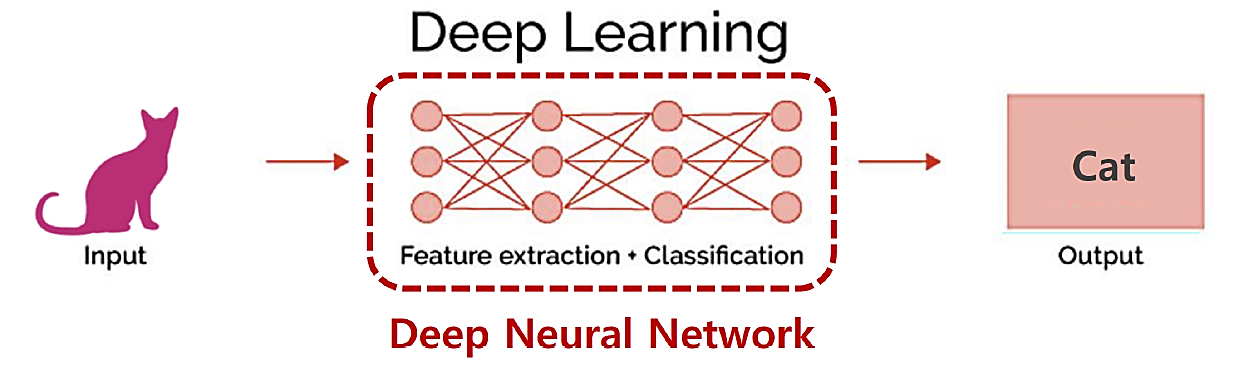 Deep Learning
Cat
Input
Feature extraction + Classification
Output
Deep Neural Network